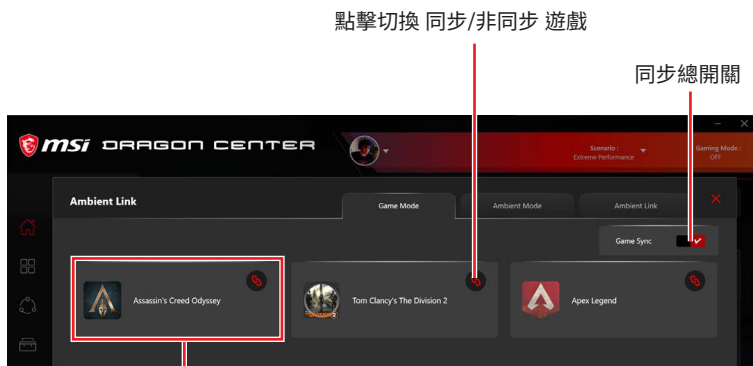 點擊切換 同步/非同步 遊戲
同步總開關
msi DRAGON CENTER
Scenario :
Extreme Performance
Gaming Mode :
OFF
Ambient Link
Game Mode
Ambient Mode
Ambient Link
Game Sync
Assassin's Creed Odyssey
Tom Clancy's The Division 2
Apex Legend